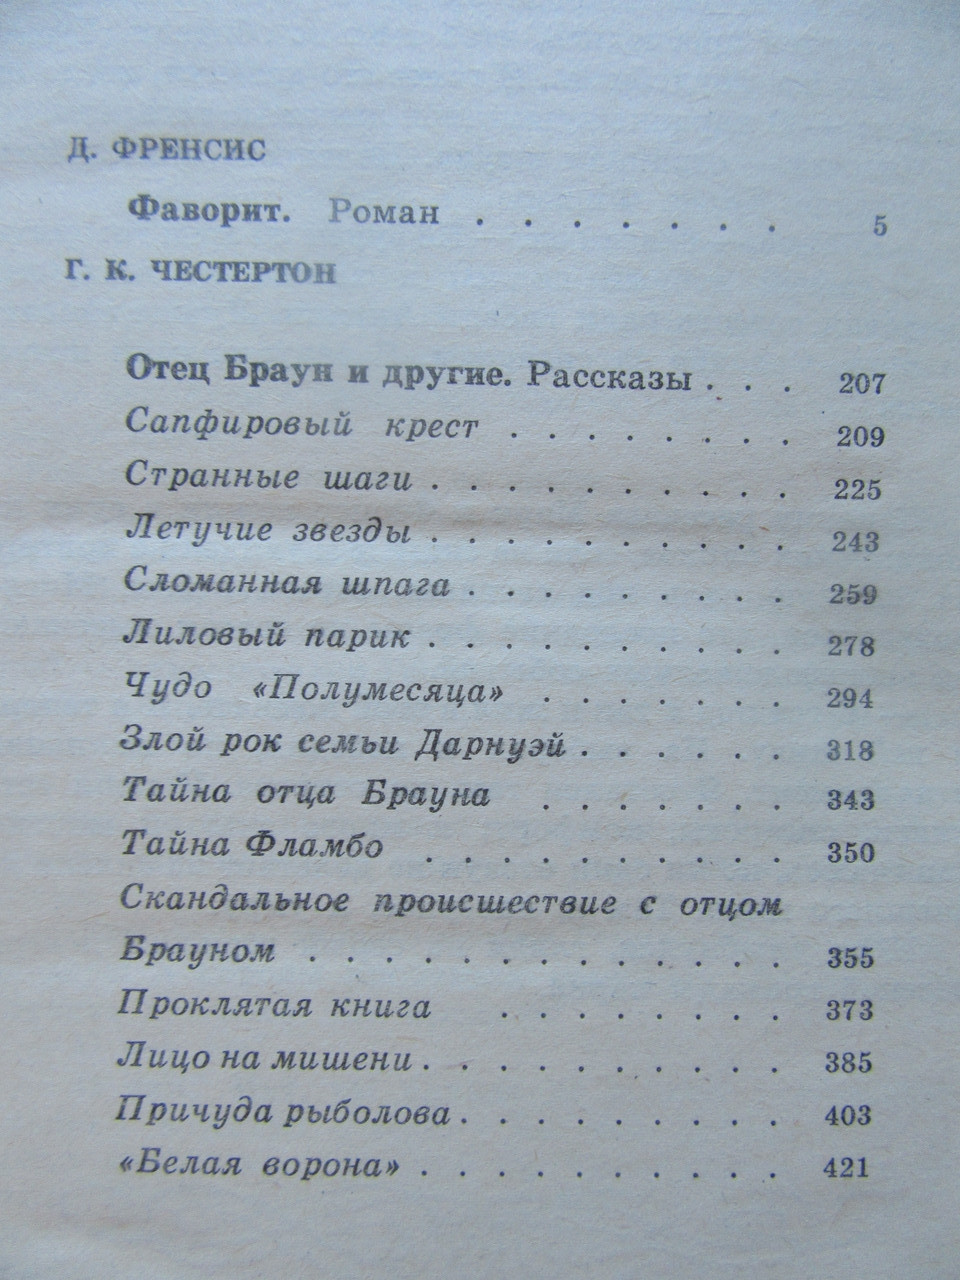 Д. ФРЕНСИС
Фаворит. Роман . . . . . . . 5
Г. К. ЧЕСТЕРТОН
Отец Браун и другие. Рассказы . . . 207
Сапфировый крест . . . . . . . . 209
Странные шаги . . . . . . . . . . 225
Летучие звезды . . . . . . . . . . 243
Сломанная шпага . . . . . . . . . 259
Лиловый парик . . . . . . . . . . 278
Чудо «Полумесяца» . . . . . . . 294
Злой рок семьи Дарнуэй . . . . . . 318
Тайна отца Брауна . . . . . . . 343
Тайна Фламбо . . . . . . . . . . 350
Скандальное происшествие с отцом
Брауном . . . . . . . . . . . . . 355
Проклятая книга . . . . . . . . 373
Лицо на мишени . . . . . . . . . . 385
Причуда рыболова . . . . . . . . . 403
«Белая ворона» . . . . . . . . . . 421